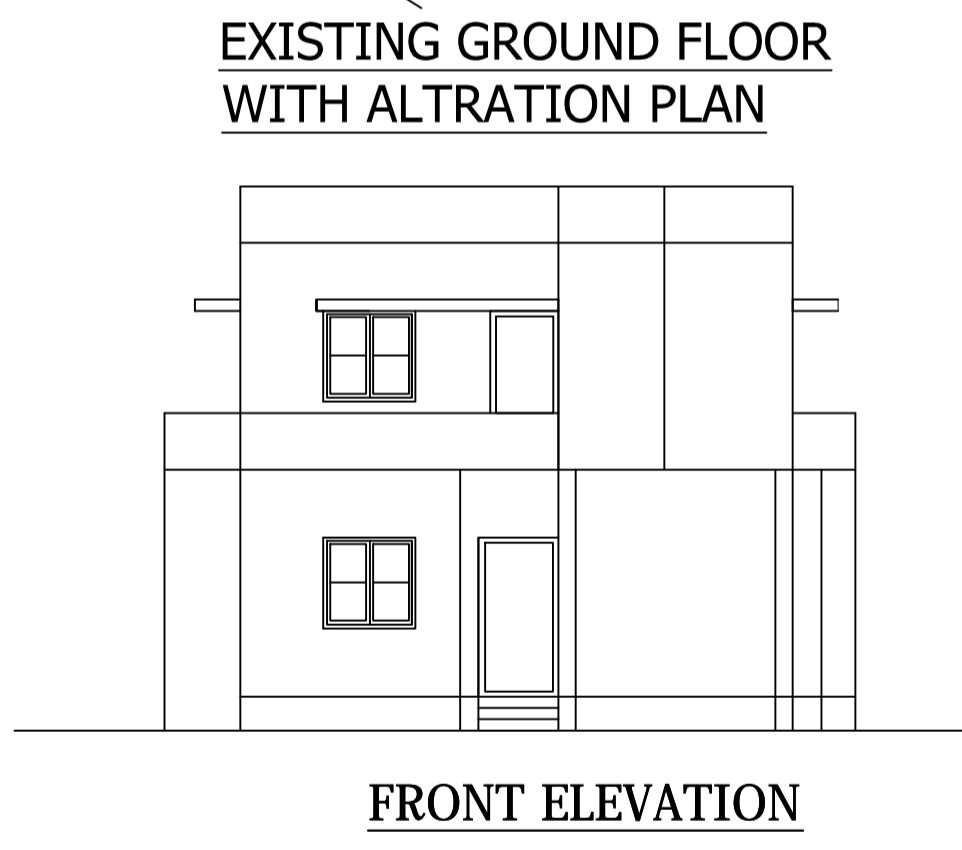 EXISTING GROUND FLOOR
WITH ALTRATION PLAN
FRONT ELEVATION